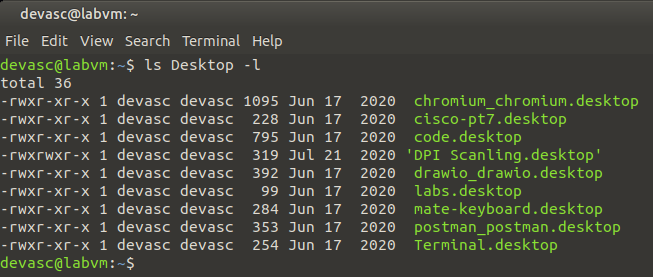 devasc@labvm: ~
File Edit View Search Terminal Help
devasc@labvm:~$ ls Desktop -l
total 36
-rwxr-xr-x 1 devasc devasc 1095 Jun 17  2020  chromium_chromium.desktop
-rwxr-xr-x 1 devasc devasc  228 Jun 17  2020  cisco-pt7.desktop
-rwxr-xr-x 1 devasc devasc  795 Jun 17  2020  code.desktop
-rwxrwxr-x 1 devasc devasc  319 Jul 21  2020 'DPI Scanling.desktop'
-rwxr-xr-x 1 devasc devasc  392 Jun 17  2020  drawio_drawio.desktop
-rwxr-xr-x 1 devasc devasc   99 Jun 17  2020  labs.desktop
-rwxr-xr-x 1 devasc devasc  284 Jun 17  2020  mate-keyboard.desktop
-rwxr-xr-x 1 devasc devasc  353 Jun 17  2020  postman_postman.desktop
-rwxr-xr-x 1 devasc devasc  254 Jun 17  2020  Terminal.desktop
devasc@labvm:~$